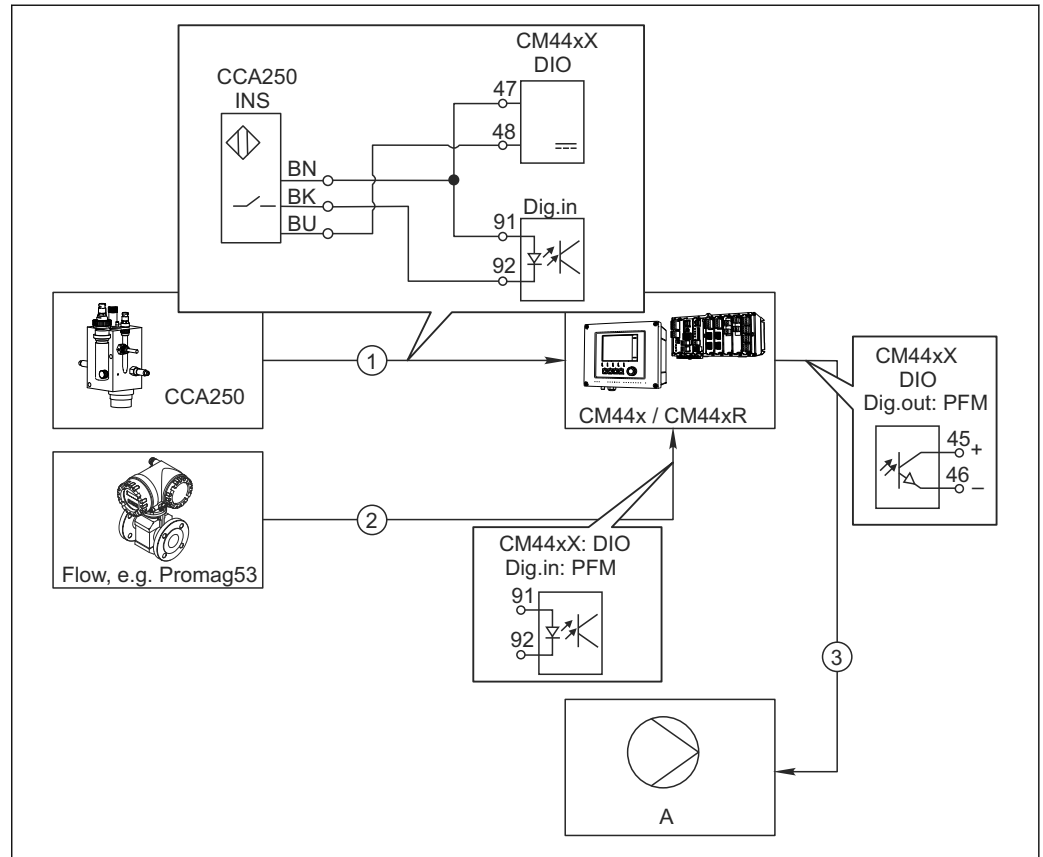 CM44xX
DIO
CCA250
INS
47
48
BN
BK
BU
Dig.in
91
92
1
CCA250
CM44x / CM44xR
CM44xX
DIO
Dig.out: PFM
45
+
46
–
2
Flow, e.g. Promag53
CM44xX: DIO
Dig.in: PFM
91
92
3
A